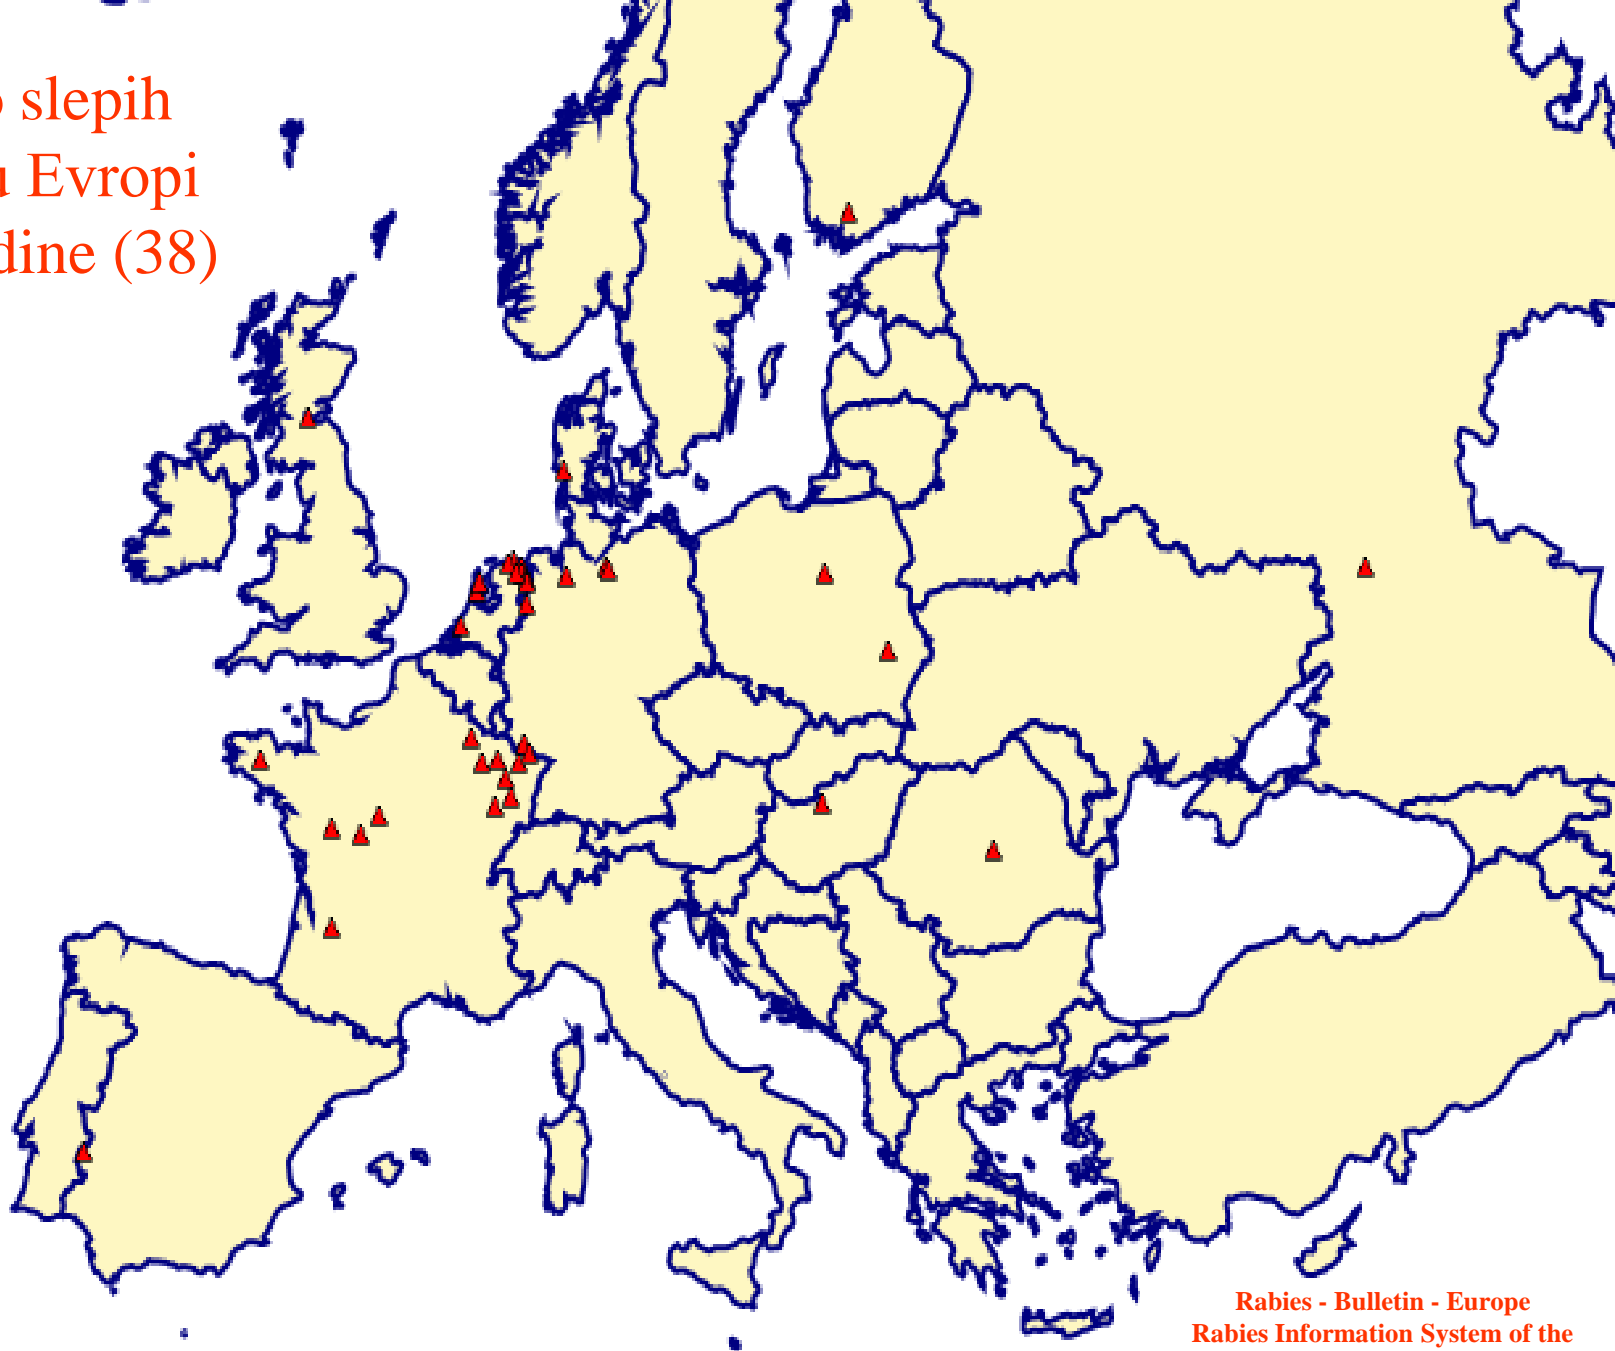 slepih
Evropi
dine (38)
Rabies - Bulletin - Europe
Rabies Information System of the